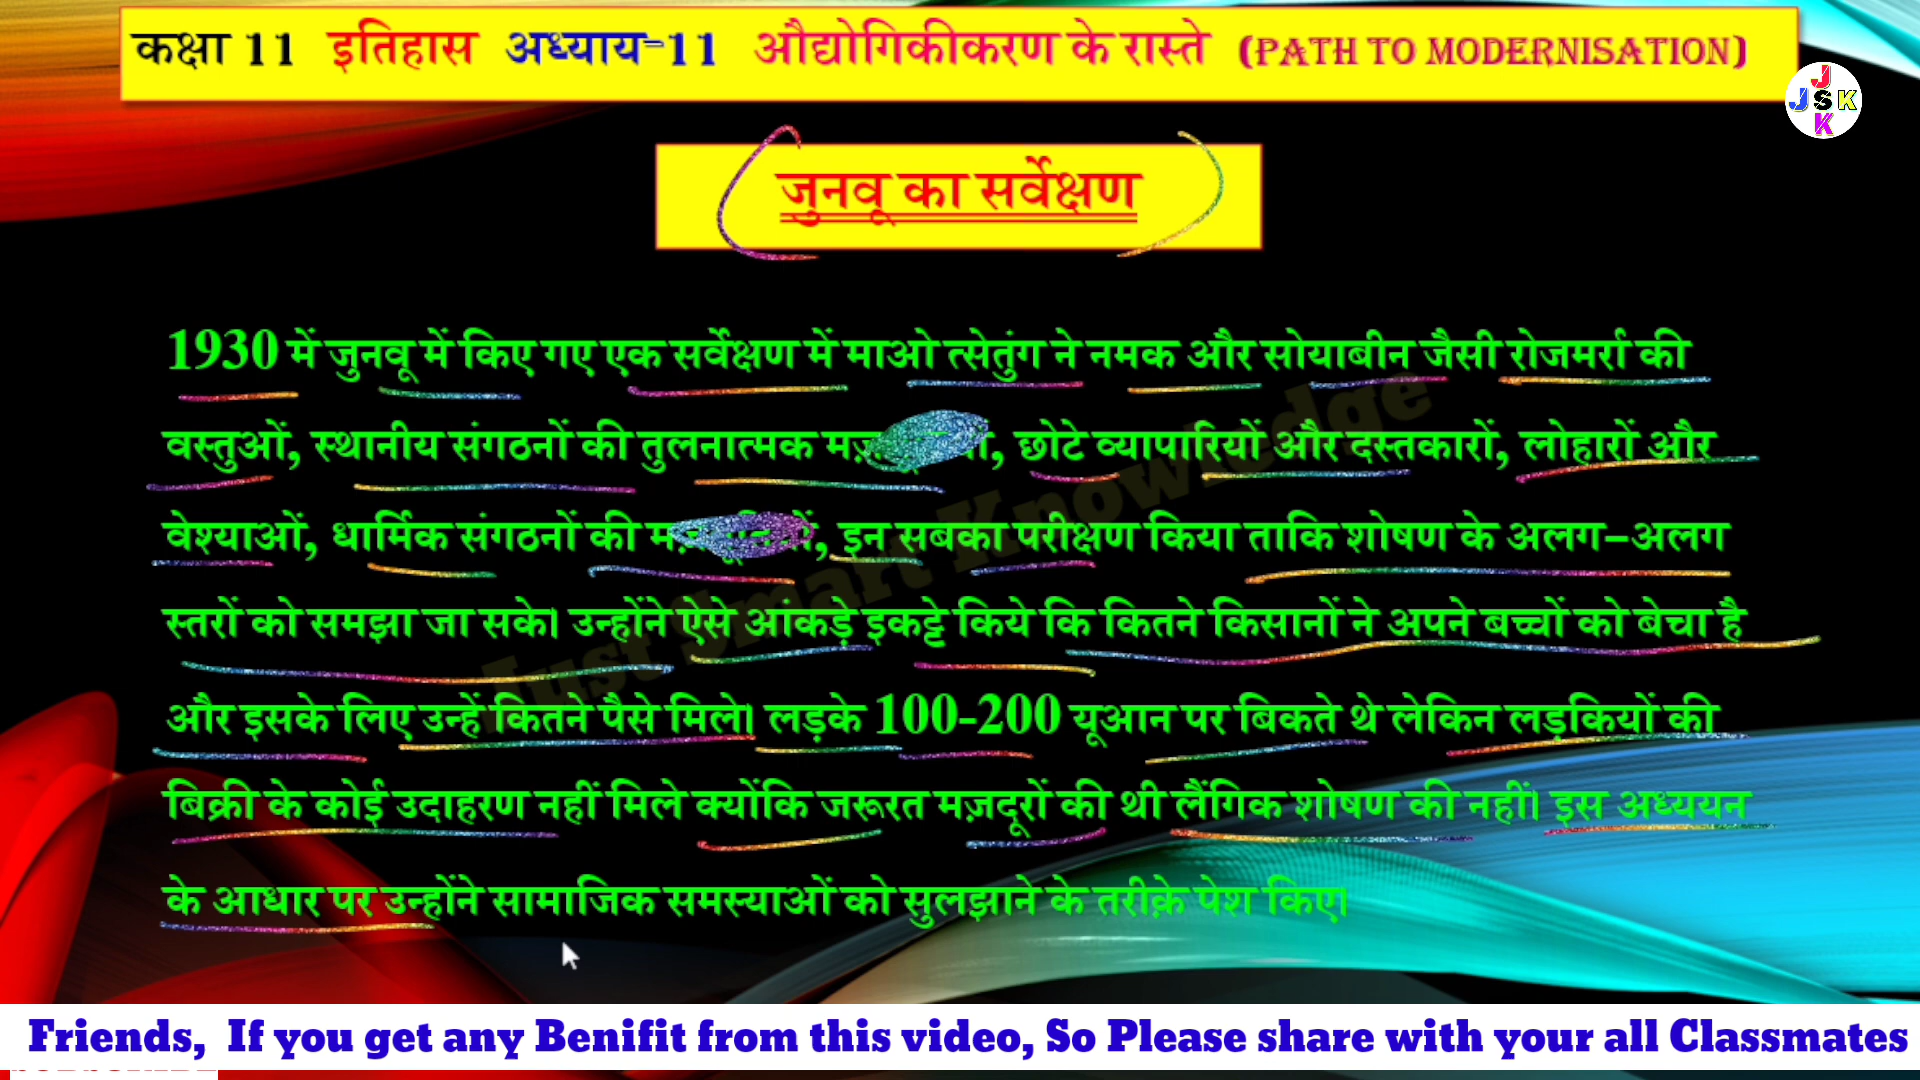 कक्षा 11 इतिहास अध्याय-11 औद्योगिकीकरण के रास्ते (PATH TO MODERNISATION)
J
J S K
K
जुनवू का सर्वेक्षण
1930 में जुनवू में किए गए एक सर्वेक्षण में माओ त्सेतुंग ने नमक और सोयाबीन जैसी रोजमर्रा की
वस्तुओं, स्थानीय संगठनों की तुलनात्मक छोटे व्यापारियों और दस्तकारों, लोहारों और
वेश्याओं, धार्मिक संगठनों की इन सबका परीक्षण किया ताकि शोषण के अलग-अलग
स्तरों को समझा जा सके। उन्होंने ऐसे आंकड़े इकट्टे किये कि कितने किसानों ने अपने बच्चों को बेचा है
और इसके लिए उन्हें कितने पैसे मिले। लड़के 100-200 यूआन पर बिकते थे लेकिन लड़कियों की
बिक्री के कोई उदाहरण नहीं मिले क्योंकि जरूरत मज़दूरों की थी लैंगिक शोषण की नहीं। इस अध्ययन
के आधार पर उन्होंने सामाजिक समस्याओं को सुलझाने के तरीक़े पेश किए।
Just Smart Knowledge
Friends, If you get any Benifit from this video, So Please share with your all Classmates